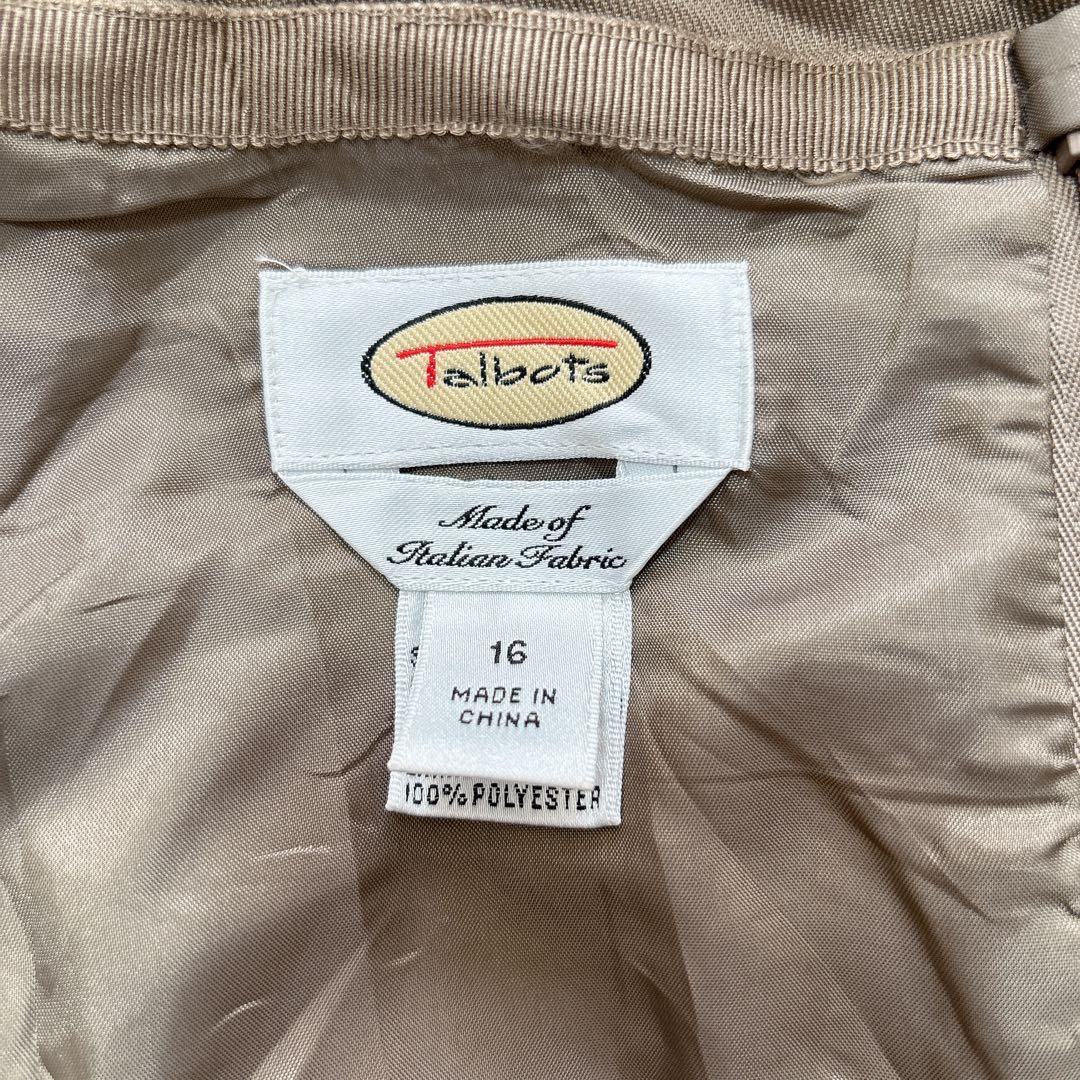 Talbots
Made of
Italian Fabric
16
MADE IN
CHINA
100% POLYESTER